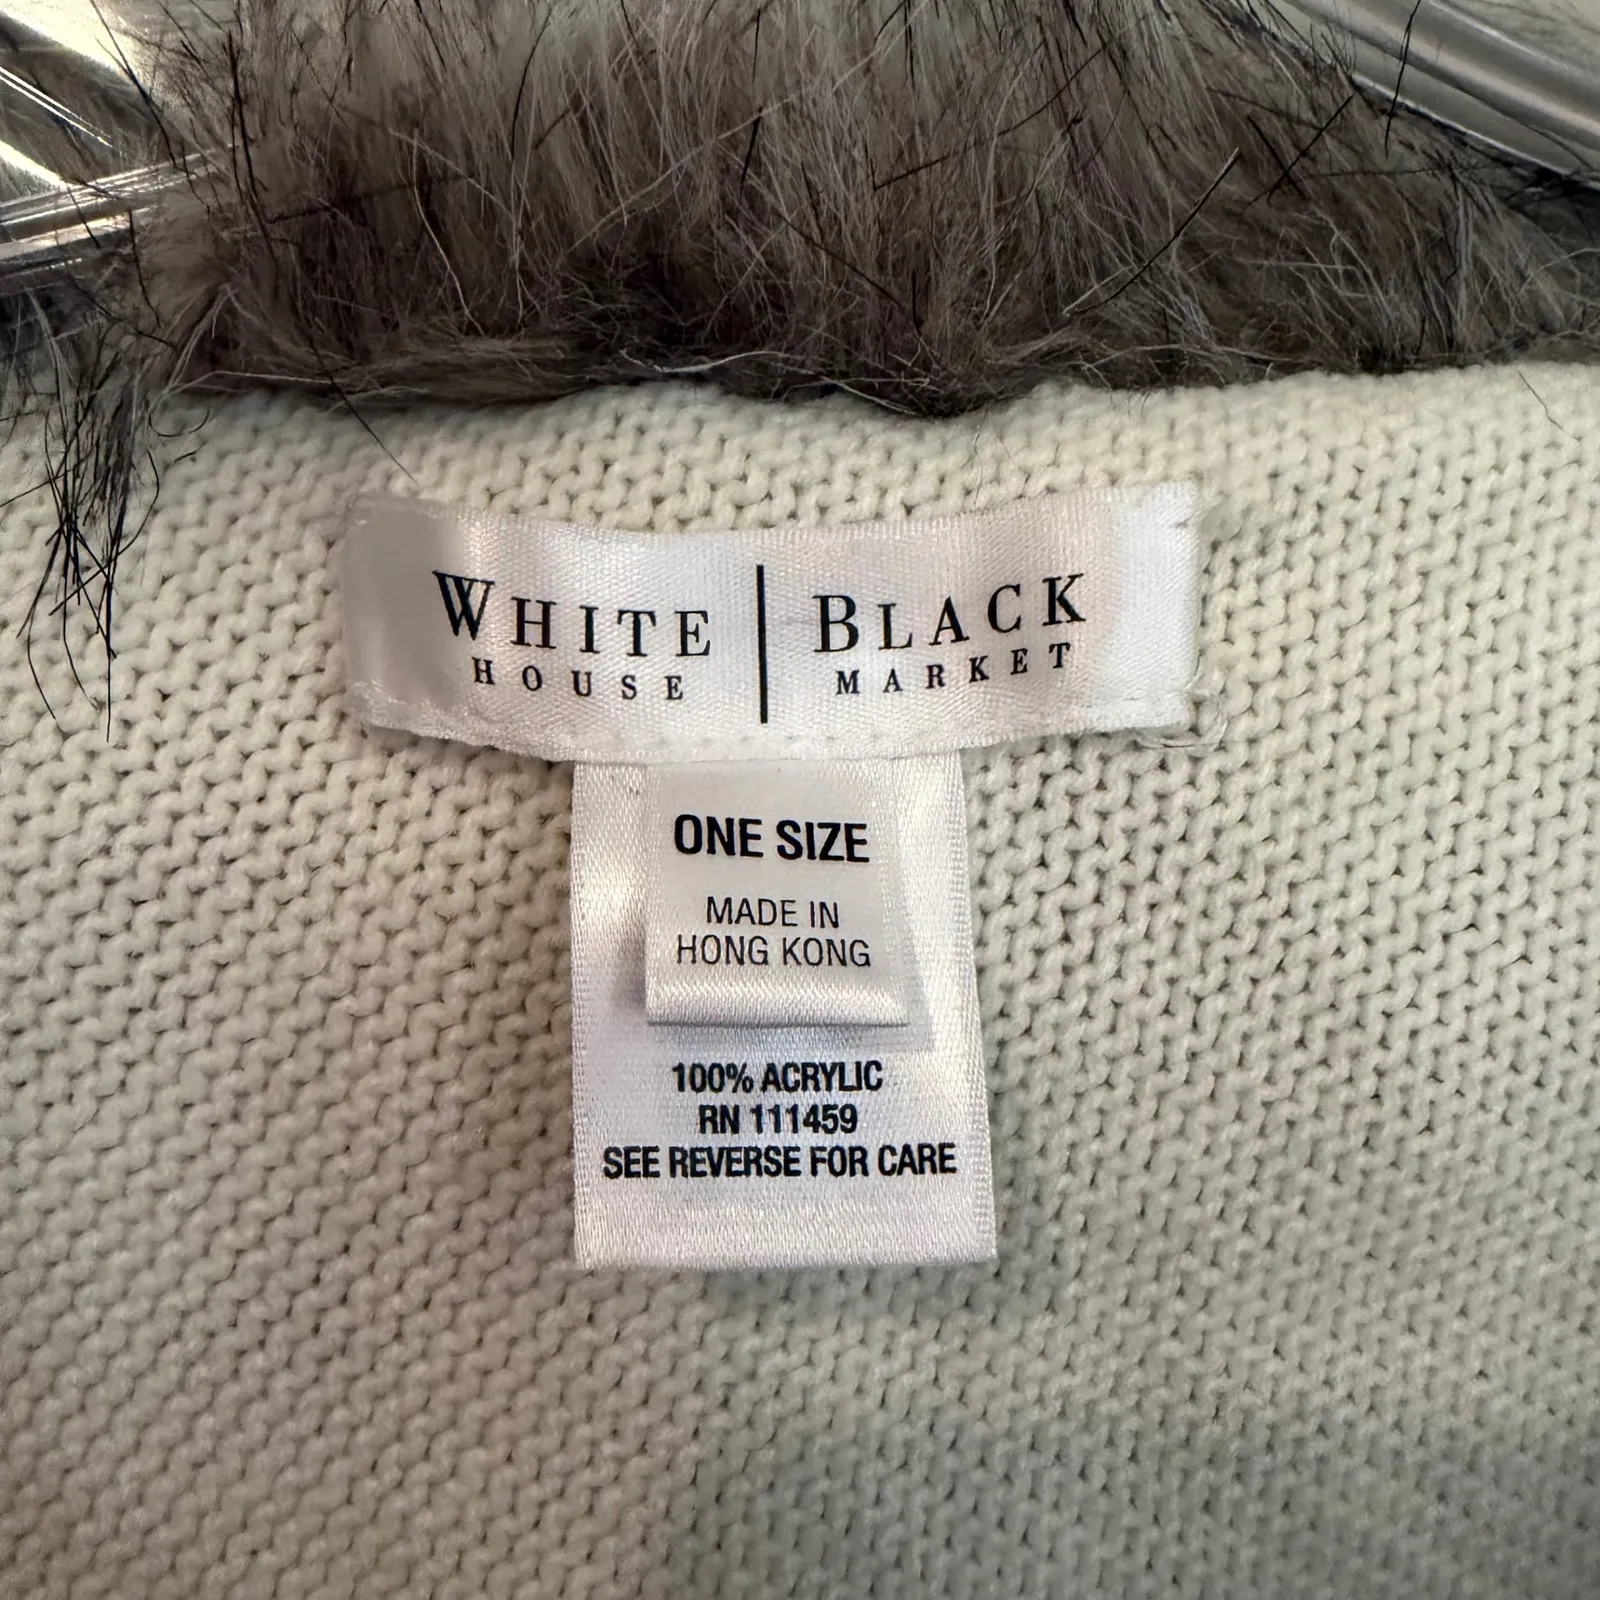 WHITE | BLACK
HOUSE | MARKET
ONE SIZE
MADE IN
HONG KONG
100% ACRYLIC
RN 111459
SEE REVERSE FOR CARE